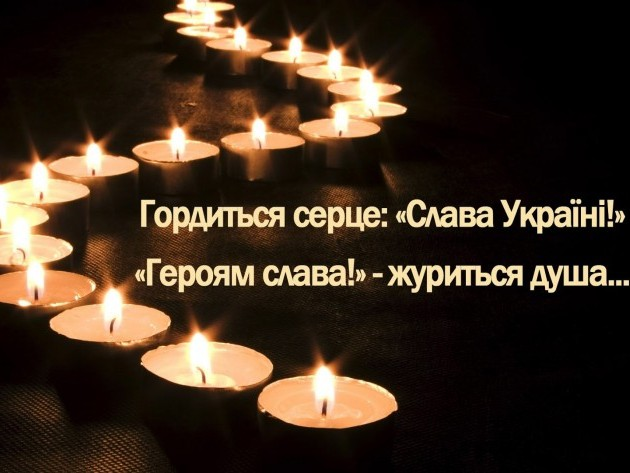 Гордиться серце: «Слава Україні!»
«Героям слава!» - журиться душа...